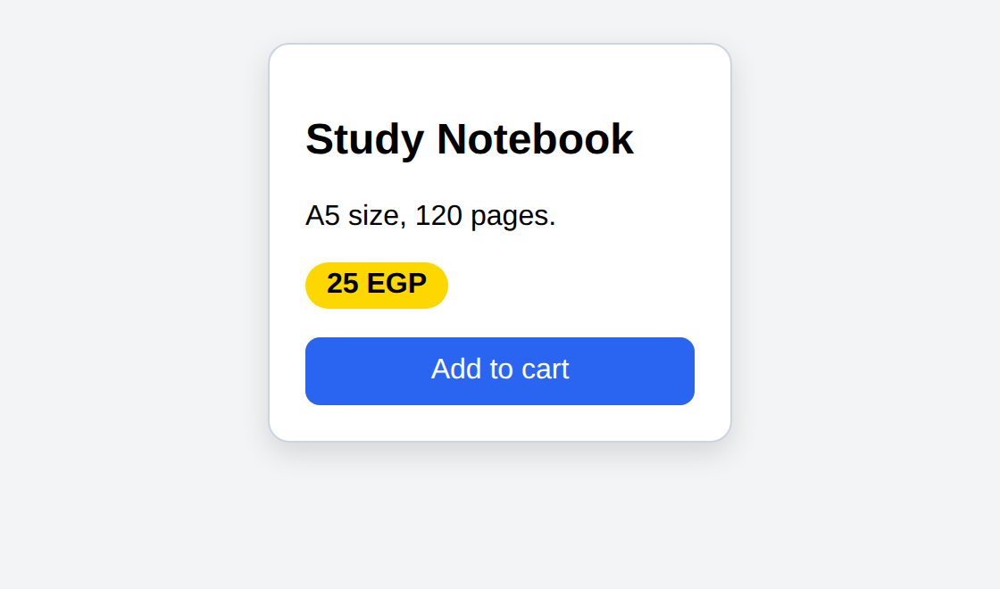 Study Notebook
A5 size, 120 pages.
25 EGP
Add to cart